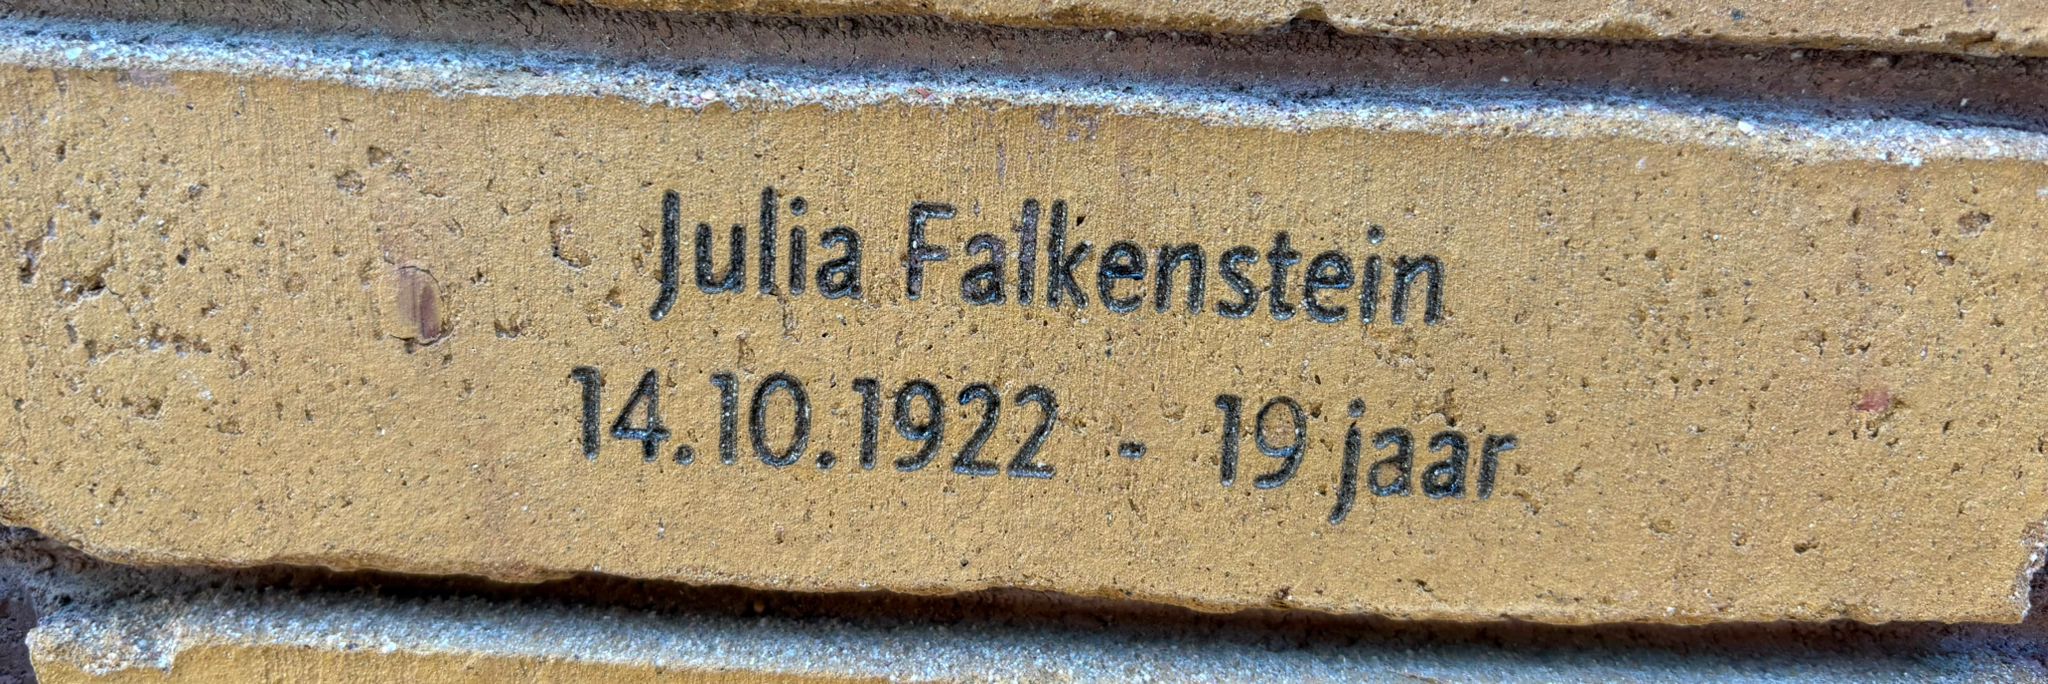 Julia Falkenstein
14.10.1922 - 19 jaar